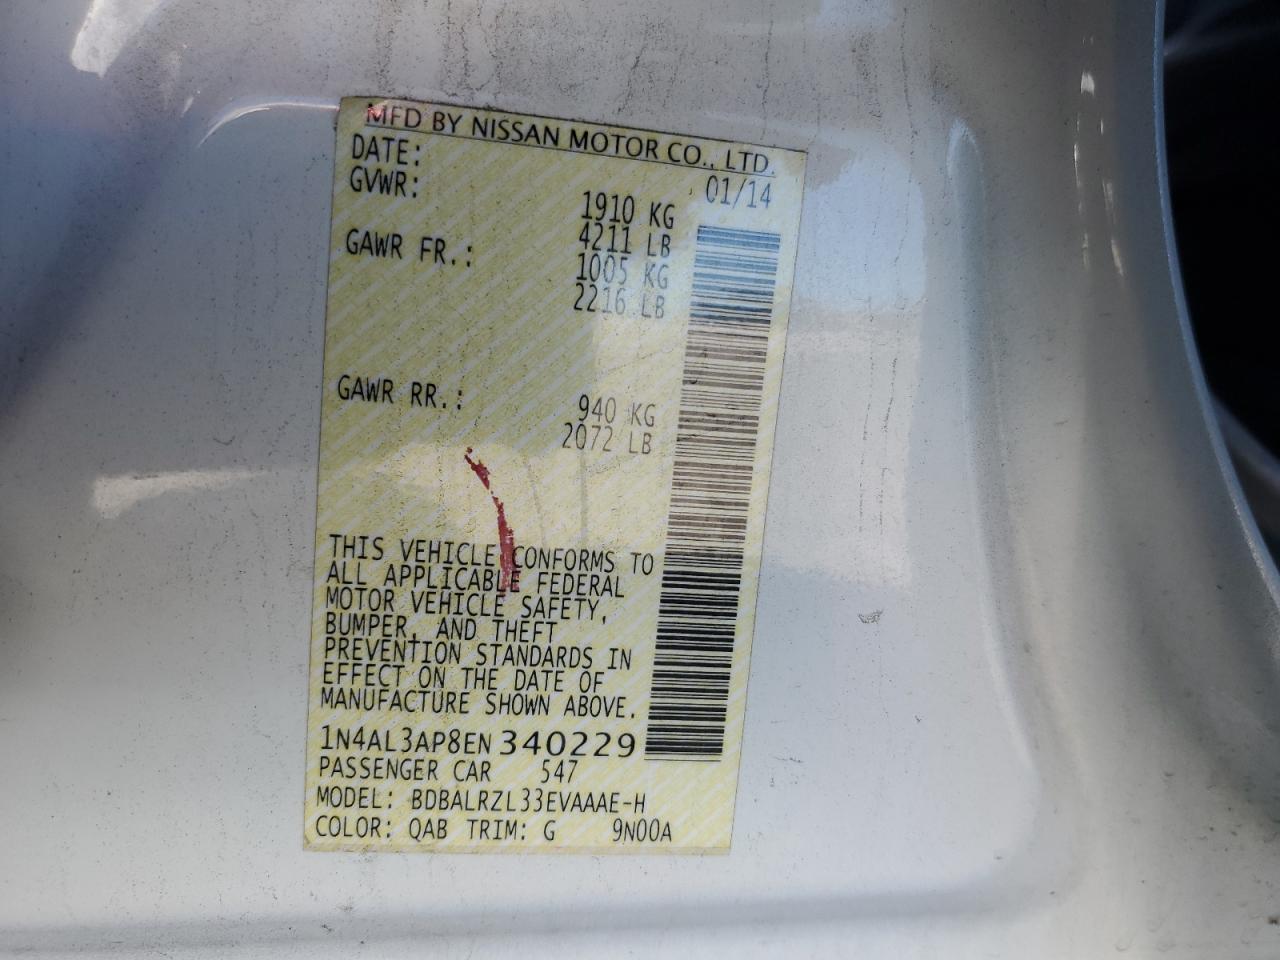 MFD BY NISSAN MOTOR CO., LTD.
DATE: 01/14
GVWR: 1910 KG
4211 LB
GAWR FR.: 1005 KG
2216 LB
GAWR RR.: 940 KG
2072 LB
THIS VEHICLE CONFORMS TO
ALL APPLICABLE FEDERAL
MOTOR VEHICLE SAFETY,
BUMPER, AND THEFT
PREVENTION STANDARDS IN
EFFECT ON THE DATE OF
MANUFACTURE SHOWN ABOVE.
1N4AL3AP8EN340229
PASSENGER CAR 547
MODEL: BDBALRZL33EVAAAE-H
COLOR: QAB TRIM: G 9N00A